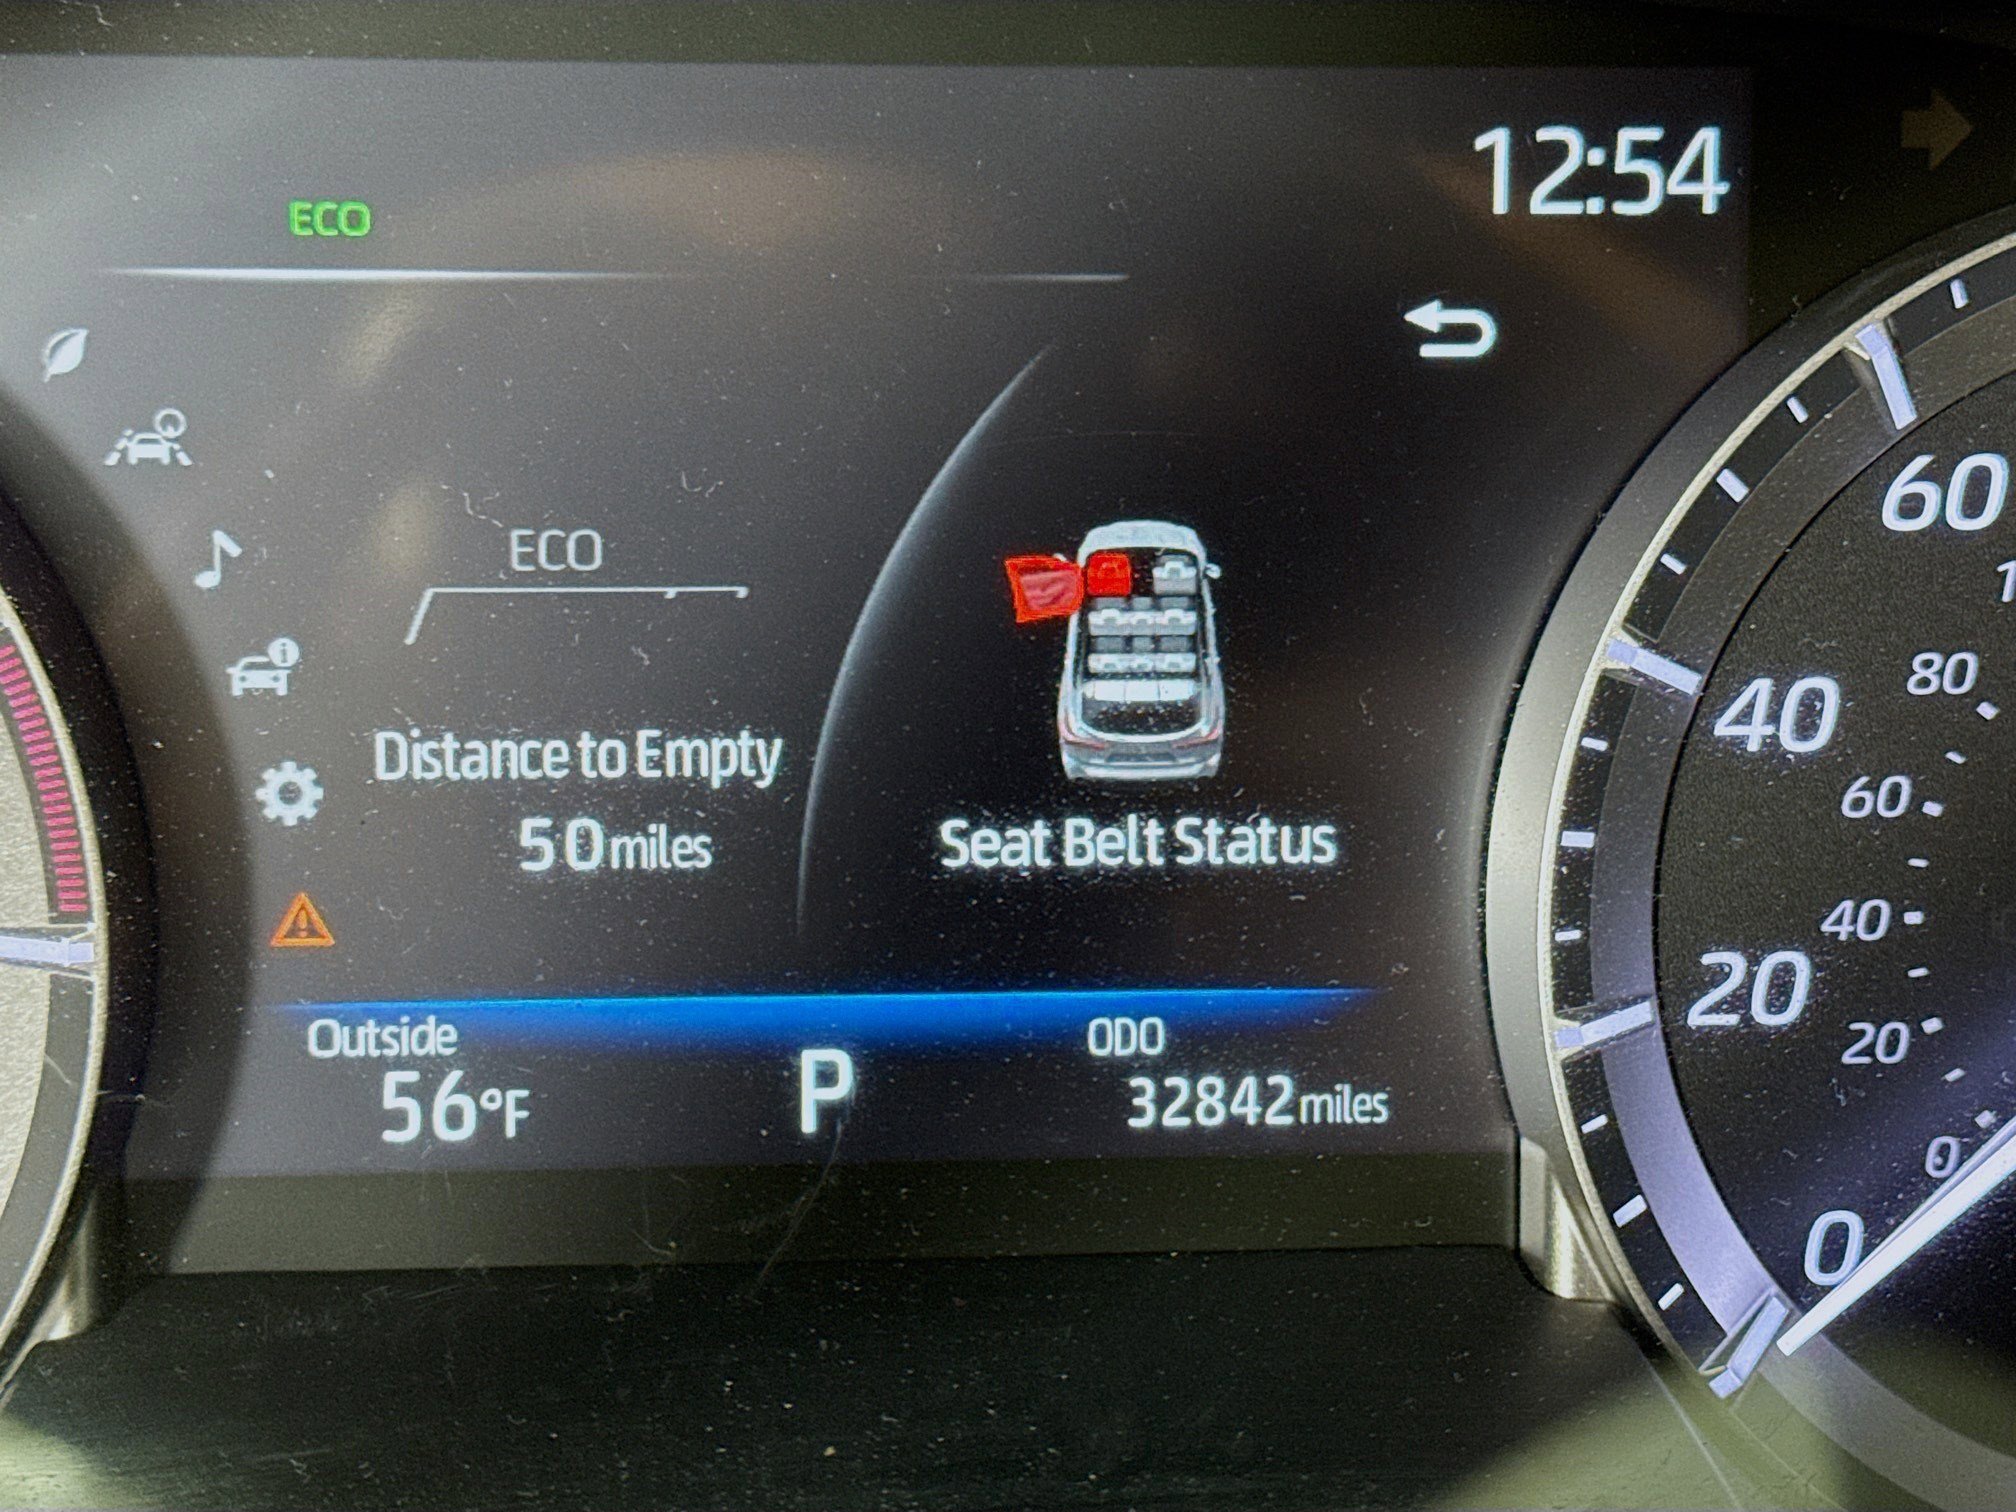 12:54
ECO
ECO
Distance to Empty
50 miles
Seat Belt Status
Outside
56°F
P
ODO
32842 miles
60
80
40
60
40
20
20
0
0